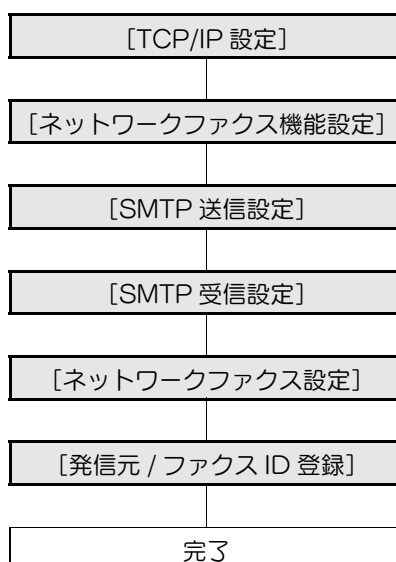 [TCP/IP 設定]
[ネットワークファクス機能設定]
[SMTP 送信設定]
[SMTP 受信設定]
[ネットワークファクス設定]
[発信元 / ファクス ID 登録]
完了